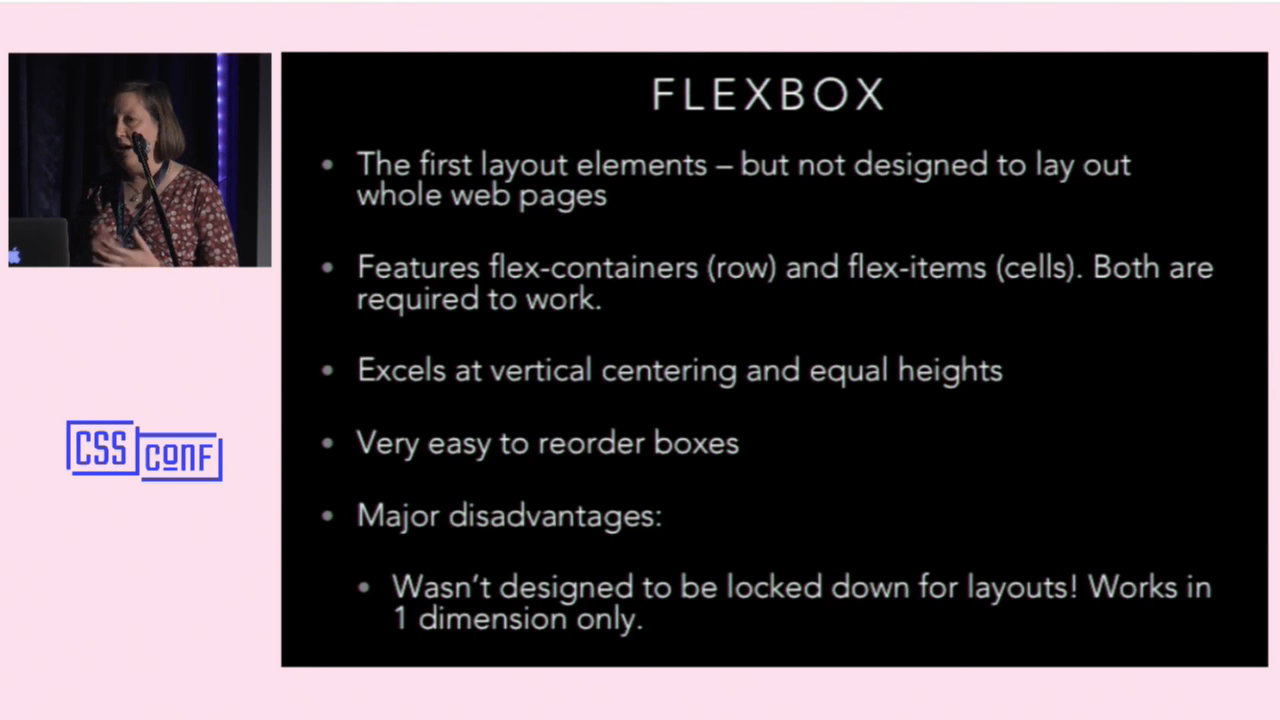 FLEXBOX
• The first layout elements – but not designed to lay out
whole web pages
• Features flex-containers (row) and flex-items (cells). Both are
required to work.
• Excels at vertical centering and equal heights
• Very easy to reorder boxes
• Major disadvantages:
• Wasn't designed to be locked down for layouts! Works in
1 dimension only.
CSS
CONF